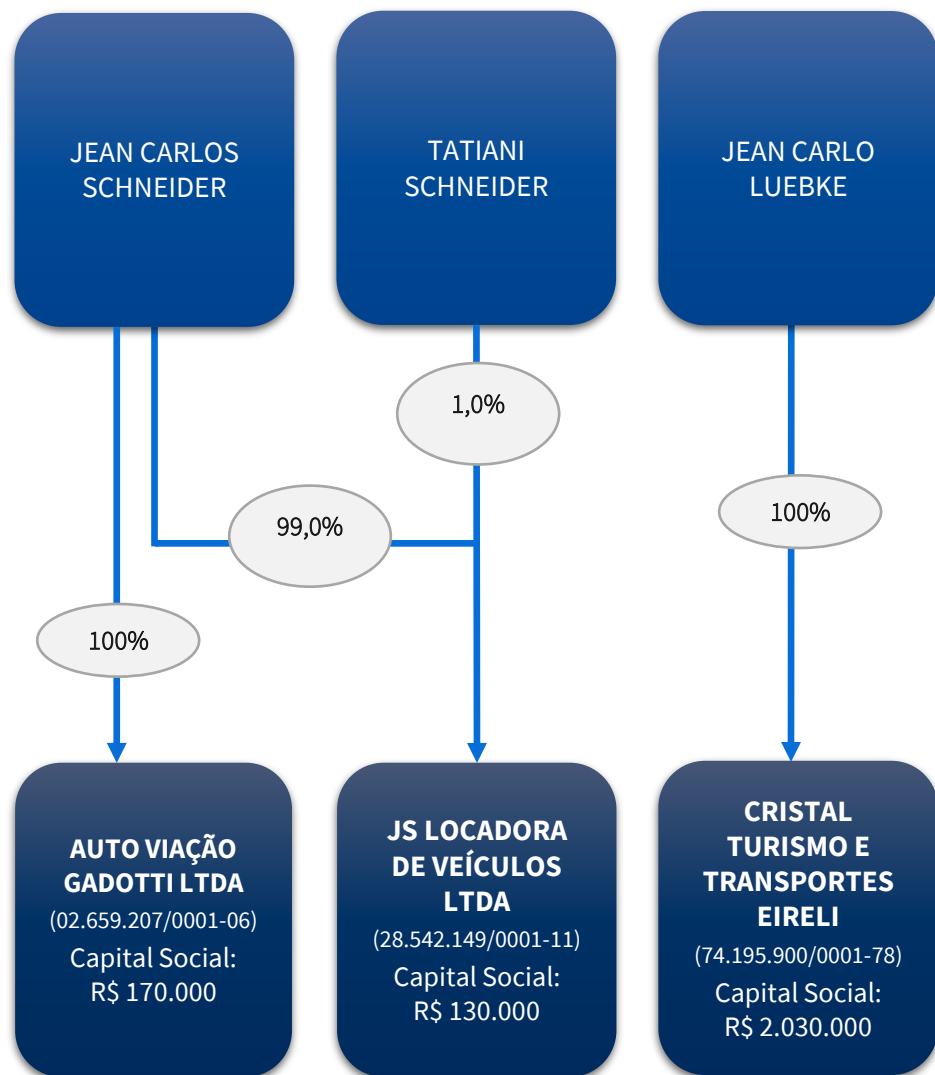 JEAN CARLOS
SCHNEIDER
TATIANI
SCHNEIDER
JEAN CARLO
LUEBKE
1,0%
99,0%
100%
100%
AUTO VIAÇÃO
GADOTTI LTDA
(02.659.207/0001-06)
Capital Social:
R$ 170.000
JS LOCADORA
DE VEÍCULOS
LTDA
(28.542.149/0001-11)
Capital Social:
R$ 130.000
CRISTAL
TURISMO E
TRANSPORTES
EIRELI
(74.195.900/0001-78)
Capital Social:
R$ 2.030.000